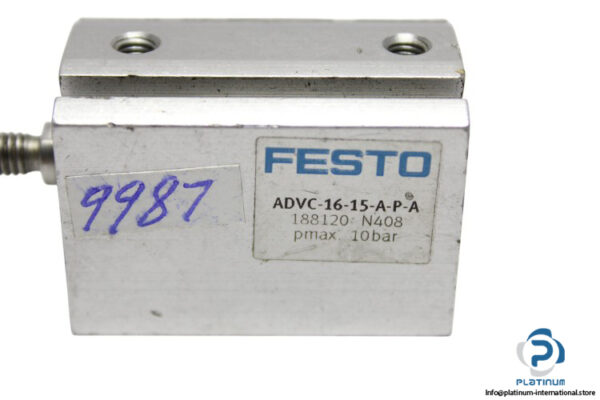 FESTO
ADVC-16-15-A-P-A
188120 N408
pmax. 10bar
9987
PLATINUM
Info@platinum-international.store